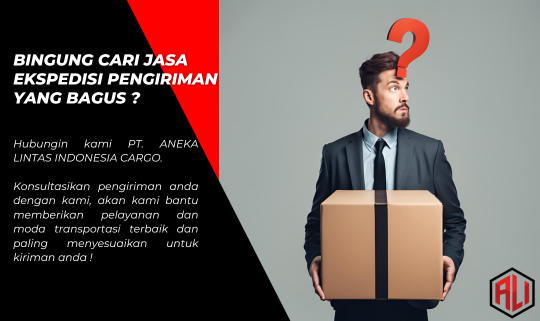 BINGUNG CARI JASA
EKSPEDISI PENGIRIMAN
YANG BAGUS ?
Hubungin kami PT. ANEKA
LINTAS INDONESIA CARGO.
Konsultasikan pengiriman anda
dengan kami, akan kami bantu
memberikan pelayanan dan
moda transportasi terbaik dan
paling menyesuaikan untuk
kiriman anda !
?
ALI